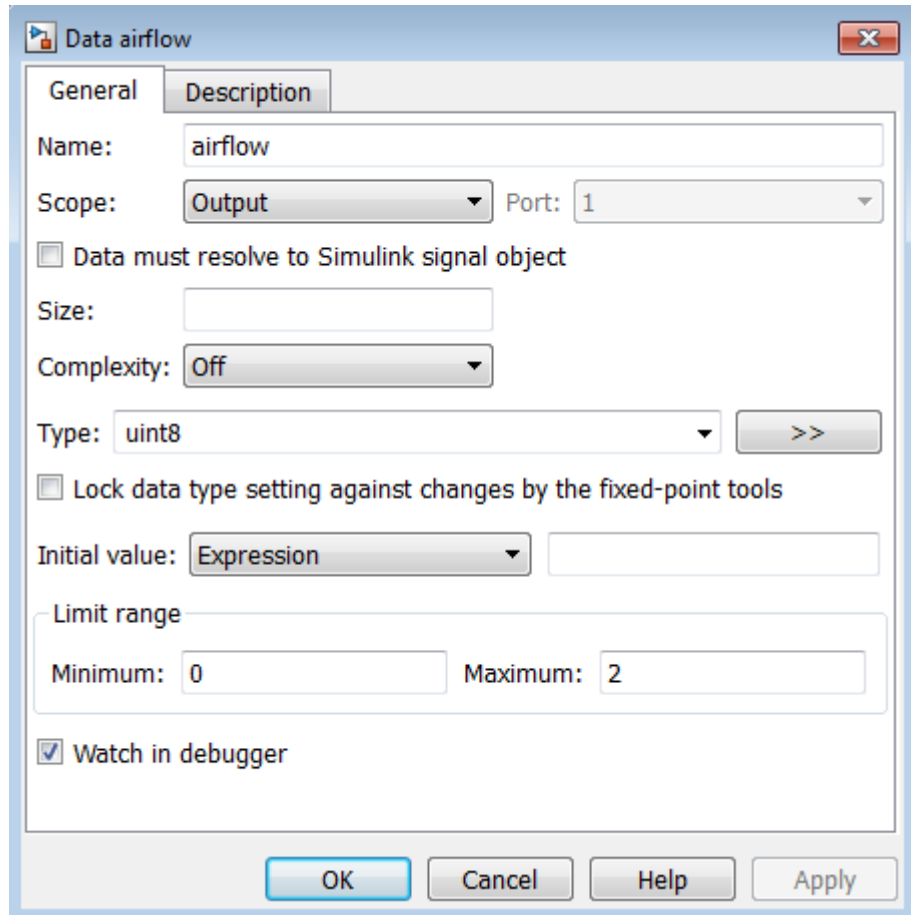 Data airflow
General Description
Name: airflow
Scope: Output Port: 1
Data must resolve to Simulink signal object
Size:
Complexity: Off
Type: uint8 >>
Lock data type setting against changes by the fixed-point tools
Initial value: Expression
Limit range
Minimum: 0 Maximum: 2
Watch in debugger
OK Cancel Help Apply